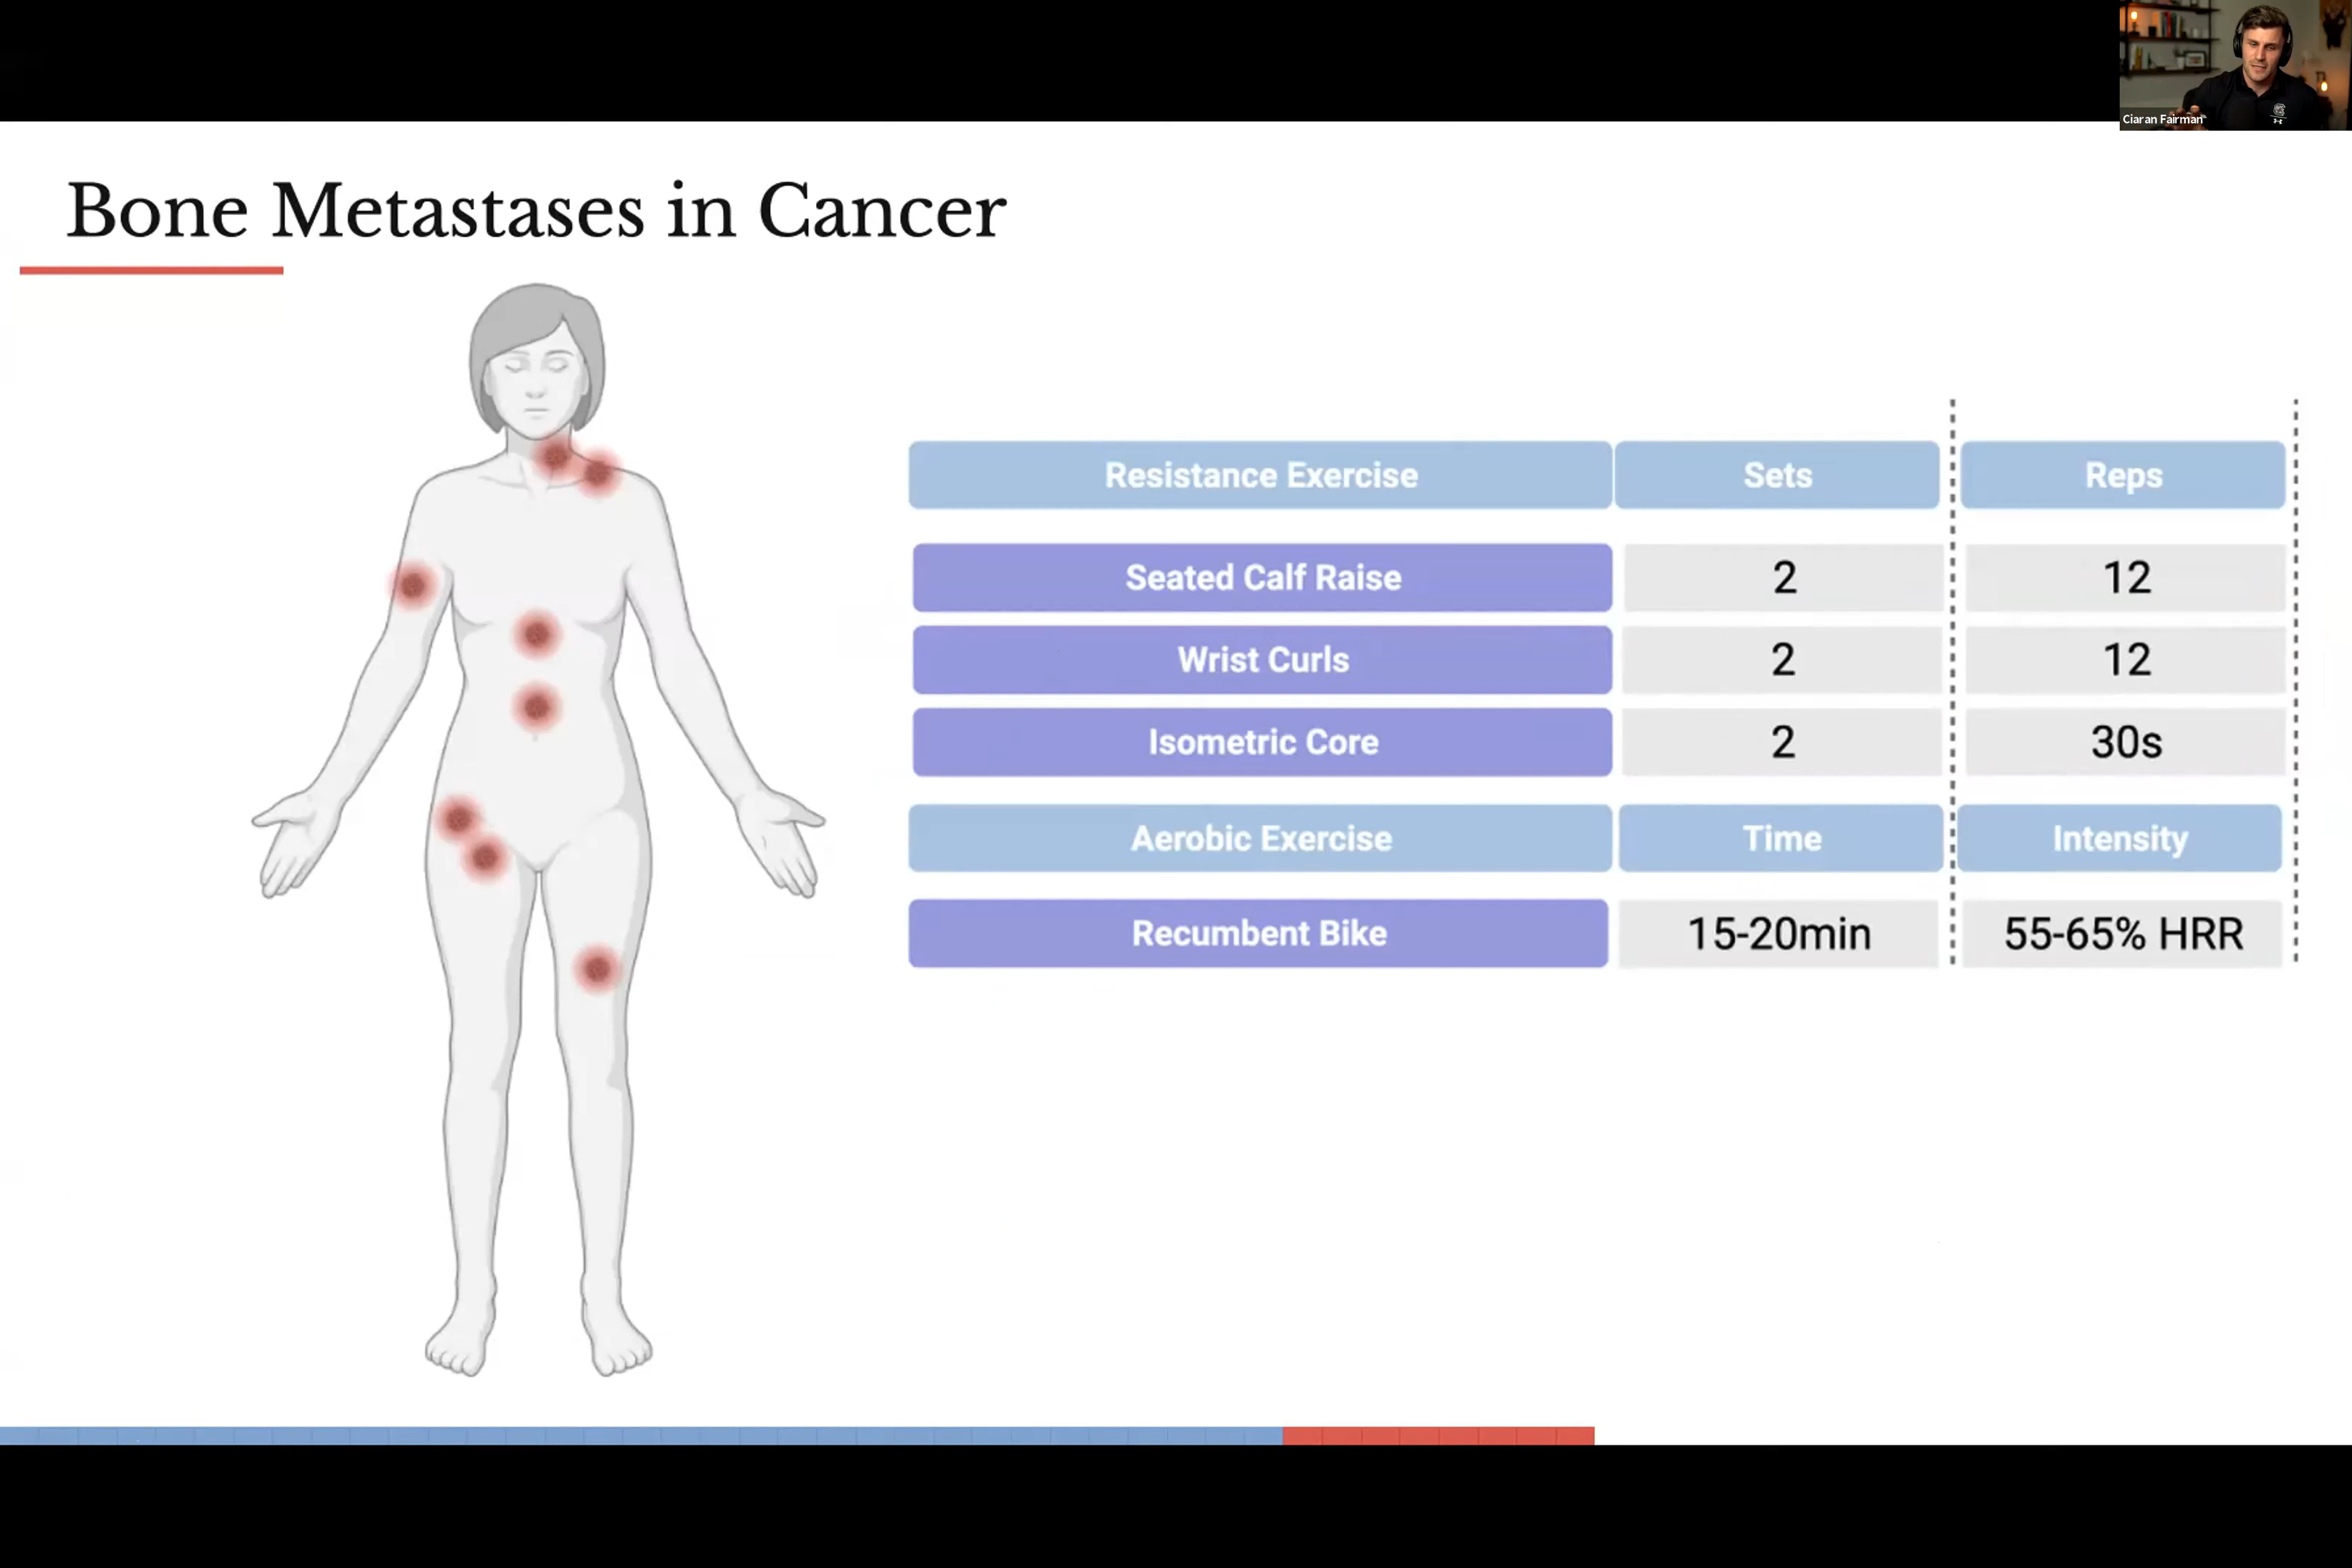 Ciaran Fairman
Bone Metastases in Cancer
Resistance Exercise Sets Reps
Seated Calf Raise 2 12
Wrist Curls 2 12
Isometric Core 2 30s
Aerobic Exercise Time Intensity
Recumbent Bike 15-20min 55-65% HRR